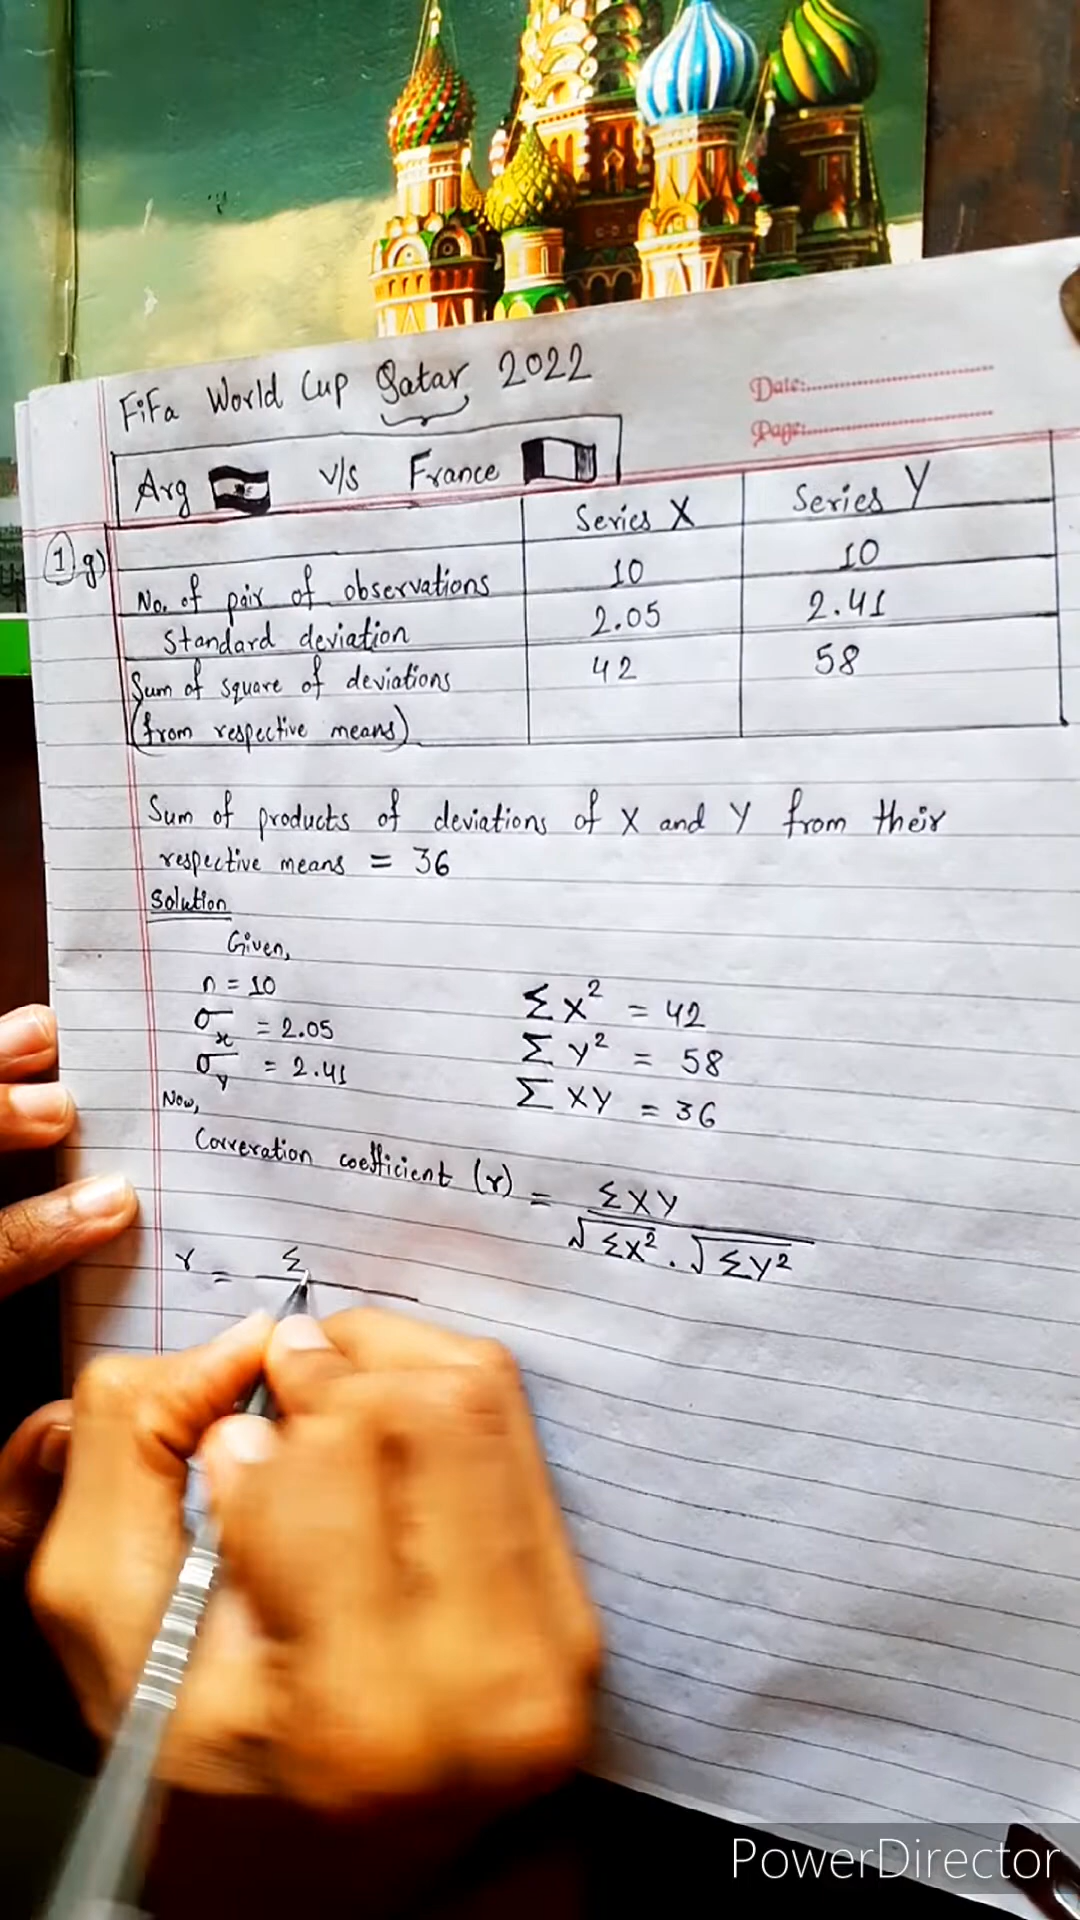 FiFa World Cup Qatar 2022
Date:
Page:
Arg v/s France
Series X Series Y
1 g)
No. of pair of observations 10 10
Standard deviation 2.05 2.41
Sum of square of deviations 42 58
(from respective means)
Sum of products of deviations of X and Y from their
respective means = 36
Solution
Given,
n = 10
σx = 2.05
σy = 2.41
Σx² = 42
Σy² = 58
ΣXY = 36
Now,
Correration coefficient (r) = ΣXY / √Σx² . √Σy²
r = Σ
PowerDirector